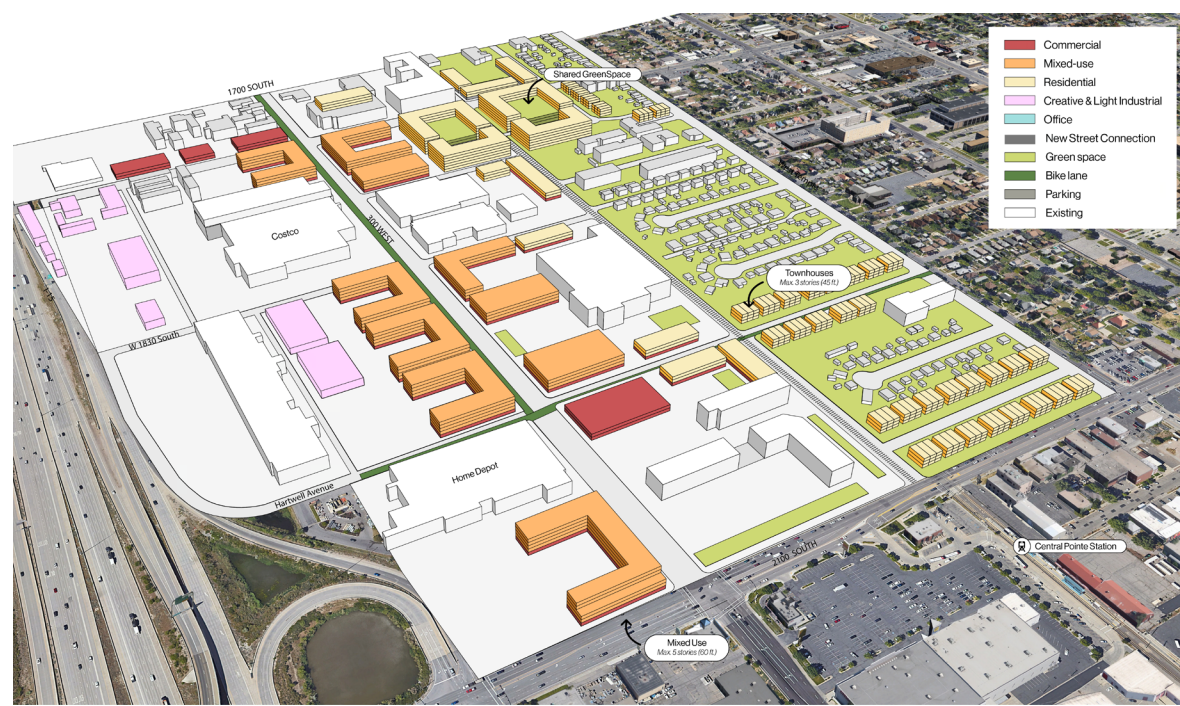 1700 SOUTH
Shared GreenSpace
Commercial
Mixed-use
Residential
Creative & Light Industrial
Office
New Street Connection
Green space
Bike lane
Parking
Existing
Costco
300 WEST
I-15
W 1830 South
Townhouses
Max. 3 stories (45 ft.)
Home Depot
Hartwell Avenue
2100 SOUTH
Central Pointe Station
Mixed Use
Max. 5 stories (60 ft.)